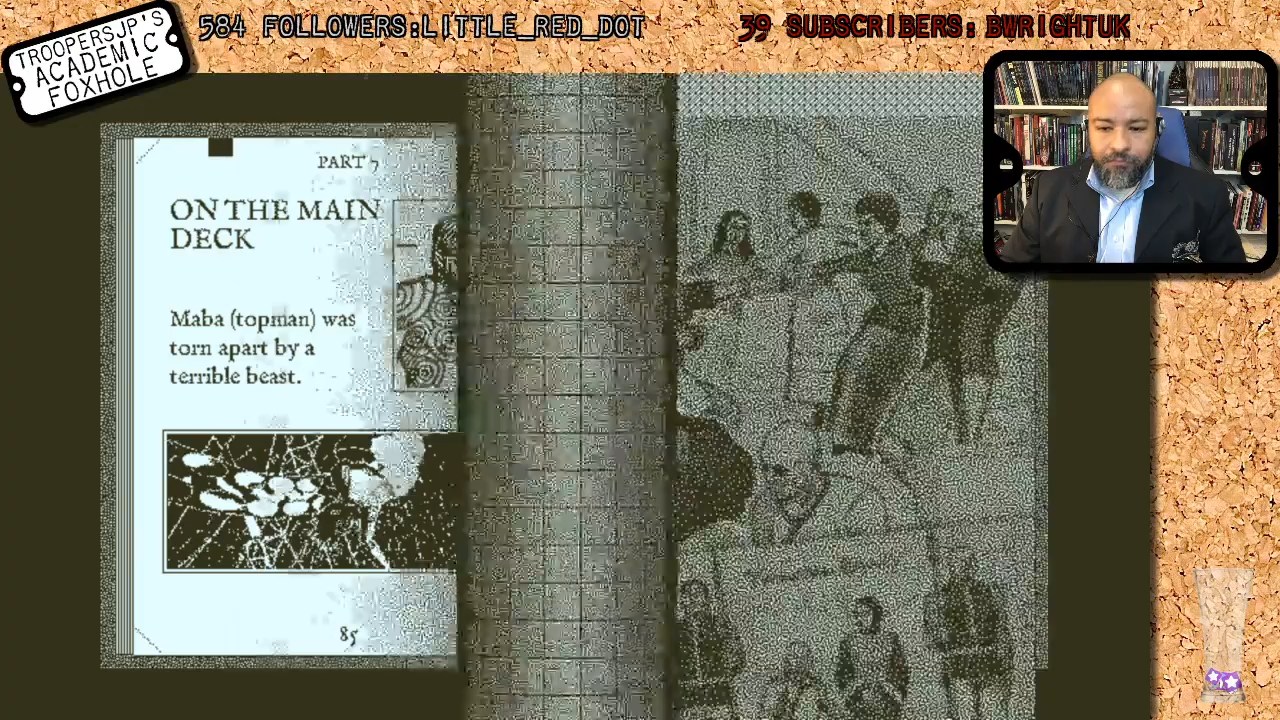 TROOPERSJP'S
ACADEMIC
FOXHOLE
584 FOLLOWERS:LITTLE_RED_DOT
39 SUBSCRIBERS: BWRIGHTUK
PART 7
ON THE MAIN
DECK
Maba (topman) was
torn apart by a
terrible beast.
85